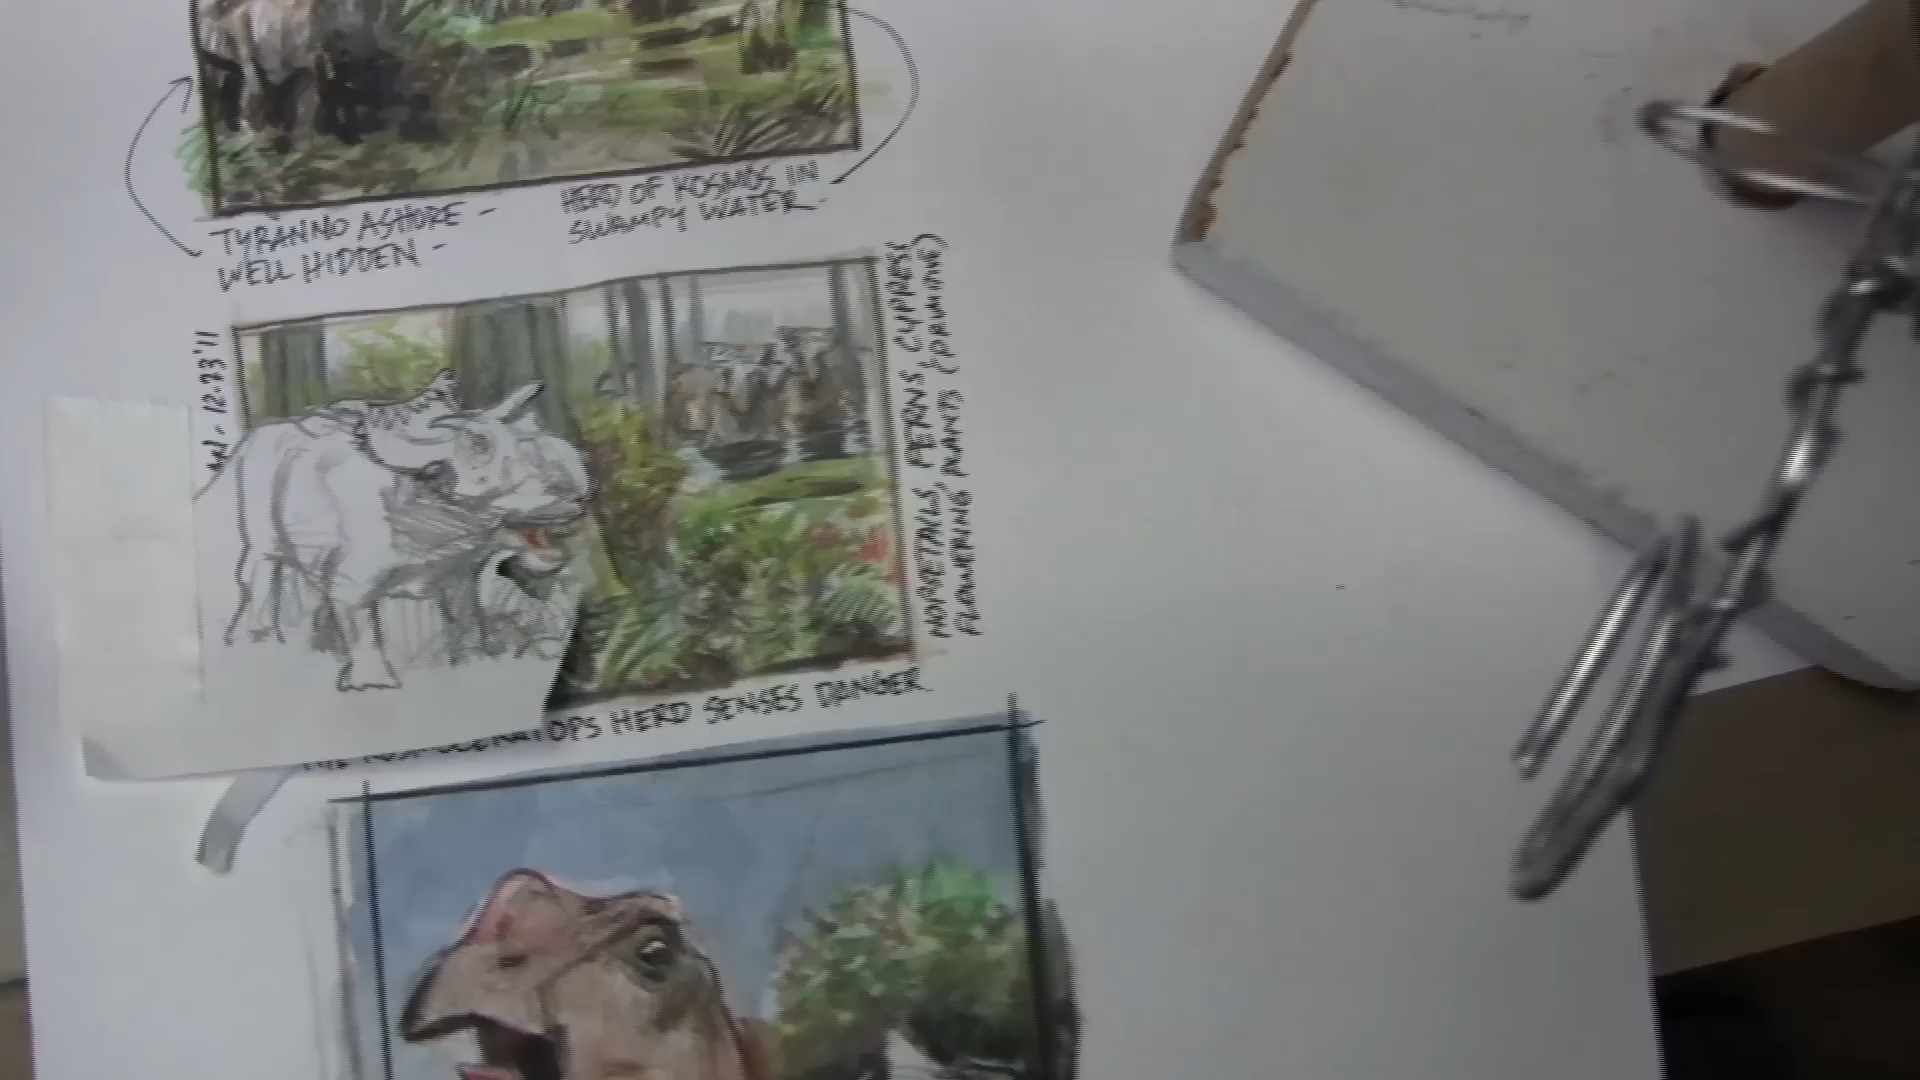 TYRANNO ASHORE -
WELL HIDDEN -
HERD OF KOSMOS IN
SWAMPY WATER -
12.23.'11
HORSETAILS, FERNS, CYPRESS
FLOWERING PLANTS
OPS HERD SENSES DANGER